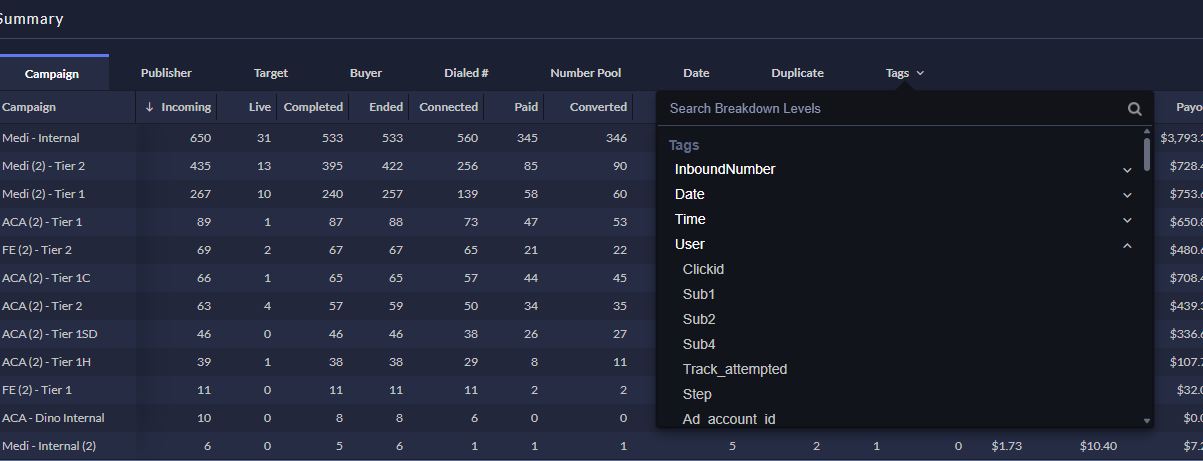 Summary
Campaign Publisher Target Buyer Dialed # Number Pool Date Duplicate Tags
Campaign Incoming Live Completed Ended Connected Paid Converted Payo
Search Breakdown Levels
Tags
InboundNumber
Date
Time
User
Clickid
Sub1
Sub2
Sub4
Track_attempted
Step
Ad_account_id
Medi - Internal 650 31 533 533 560 345 346 $3,793.3
Medi (2) - Tier 2 435 13 395 422 256 85 90 $728.4
Medi (2) - Tier 1 267 10 240 257 139 58 60 $753.6
ACA (2) - Tier 1 89 1 87 88 73 47 53 $650.8
FE (2) - Tier 2 69 2 67 67 65 21 22 $480.6
ACA (2) - Tier 1C 66 1 65 65 57 44 45 $708.4
ACA (2) - Tier 2 63 4 57 59 50 34 35 $439.3
ACA (2) - Tier 1SD 46 0 46 46 38 26 27 $336.6
ACA (2) - Tier 1H 39 1 38 38 29 8 11 $107.7
FE (2) - Tier 1 11 0 11 11 11 2 2 $32.0
ACA - Dino Internal 10 0 8 8 6 0 0 $0.0
Medi - Internal (2) 6 0 5 6 1 1 1 5 2 1 0 $1.73 $10.40 $7.2